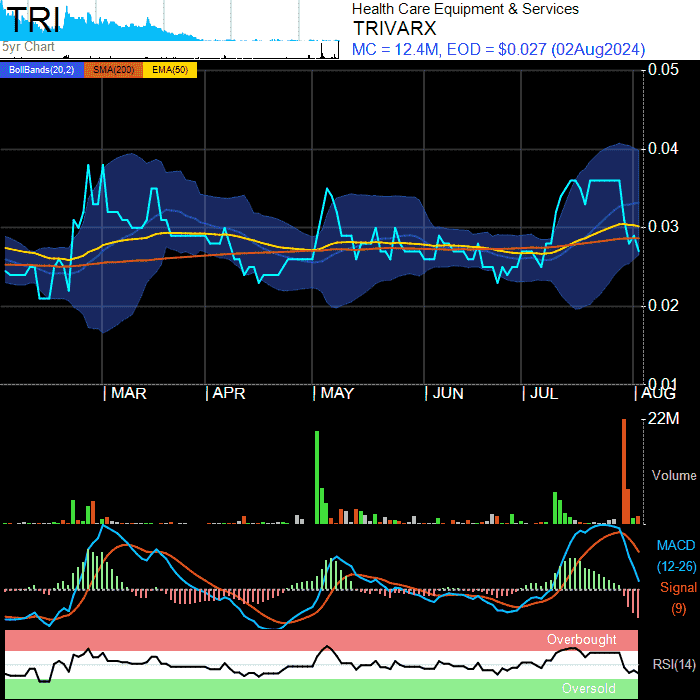 TRI
5yr Chart
Health Care Equipment & Services
TRIVARX
MC = 12.4M, EOD = $0.027 (02Aug2024)
BollBands(20,2) SMA(200) EMA(50)
0.05
0.04
0.03
0.02
0.01
MAR APR MAY JUN JUL AUG
22M
Volume
MACD
(12-26)
Signal
(9)
Overbought
RSI(14)
Oversold